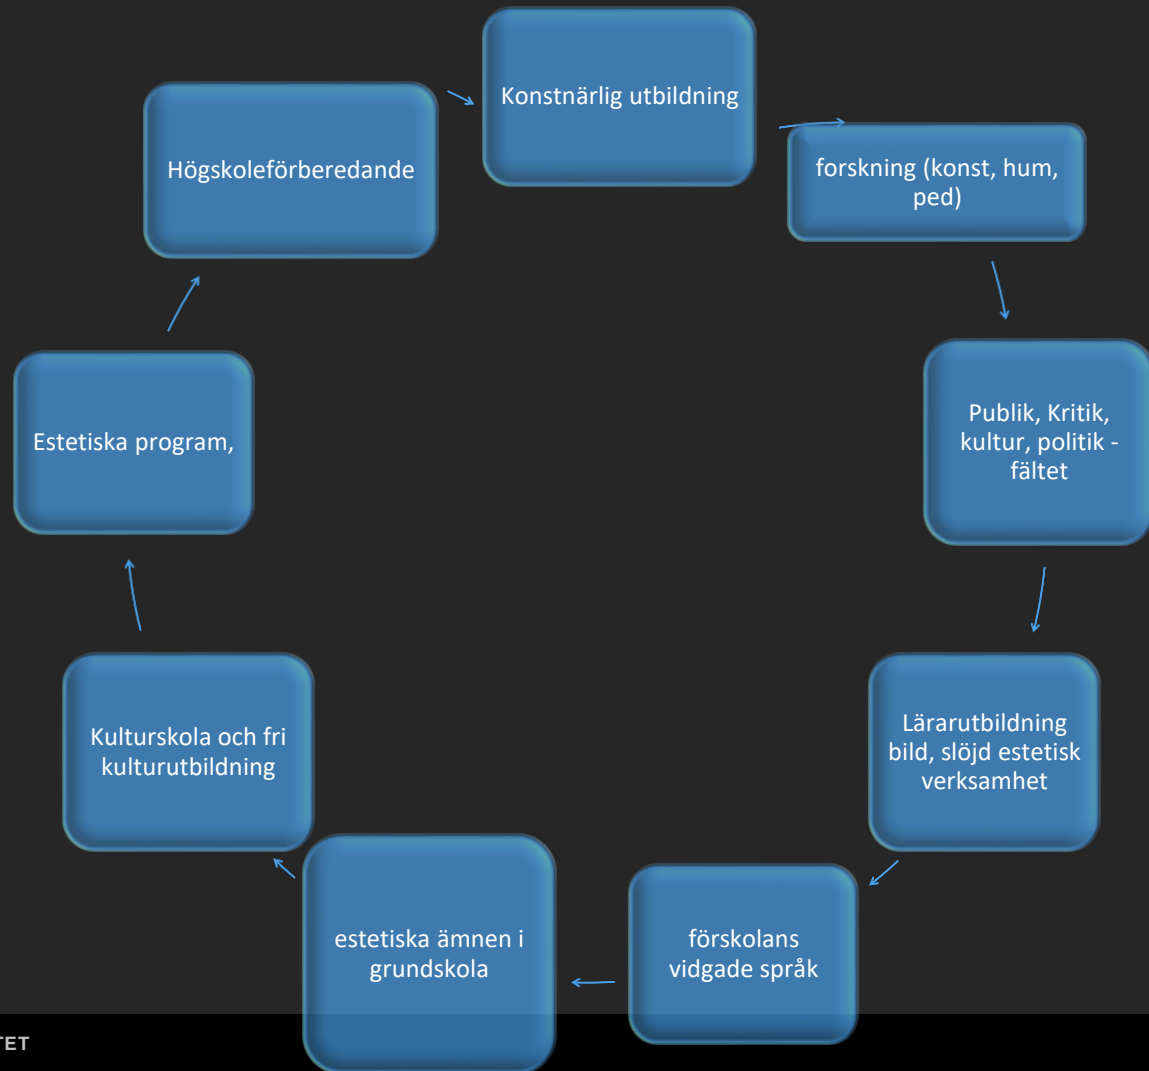 Konstnärlig utbildning
forskning (konst, hum,
ped)
Publik, Kritik,
kultur, politik -
fältet
Lärarutbildning
bild, slöjd estetisk
verksamhet
förskolans
vidgade språk
estetiska ämnen i
grundskola
Kulturskola och fri
kulturutbildning
Estetiska program,
Högskoleförberedande
TET